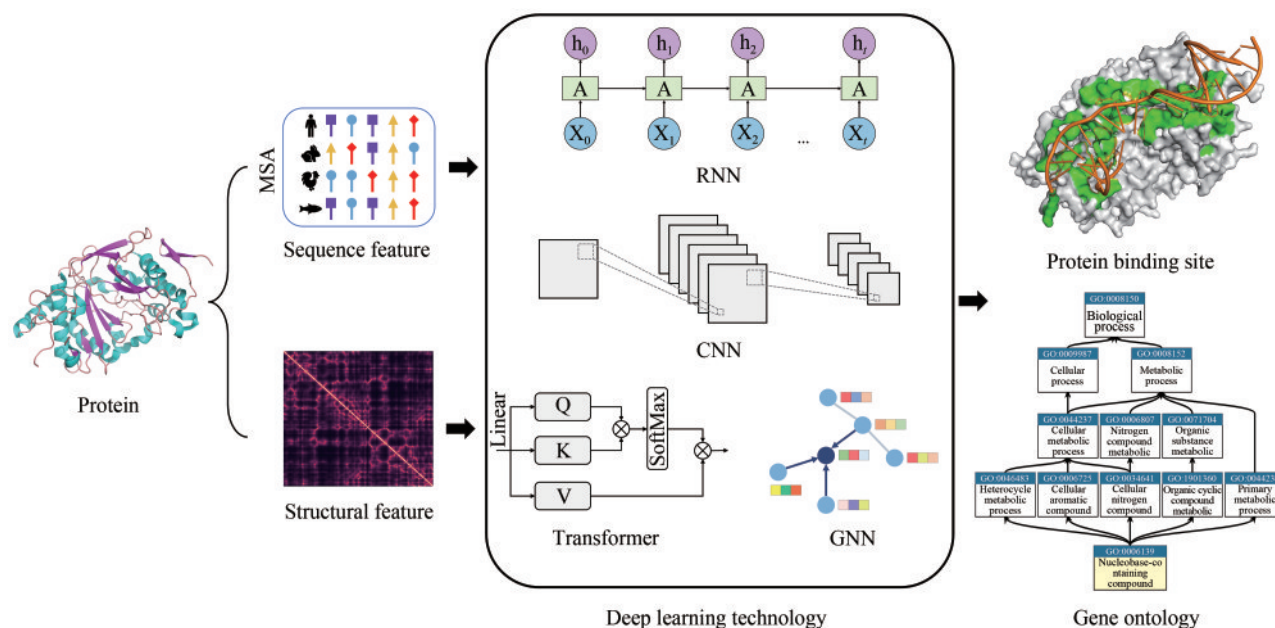 MSA
Sequence feature
Protein
Structural feature
h0 h1 h2 ht
A A A A
X0 X1 X2 ... Xt
RNN
CNN
Linear
Q
K
V
SoftMax
Transformer
GNN
Deep learning technology
Protein binding site
GO:0008150
Biological
process
GO:0009987 GO:0008152
Cellular Metabolic
process process
GO:0044237 GO:0006807 GO:0071704
Cellular Nitrogen Organic
metabolic compound substance
process metabolic metabolic
GO:0046483 GO:0006725 GO:0034641 GO:1901360 GO:004423
Heterocycle Cellular Cellular Organic cyclic Primary
metabolic aromatic nitrogen compound metabolic
process compound compound metabolic process
GO:0006139
Nucleobase-co
ntaining
compound
Gene ontology